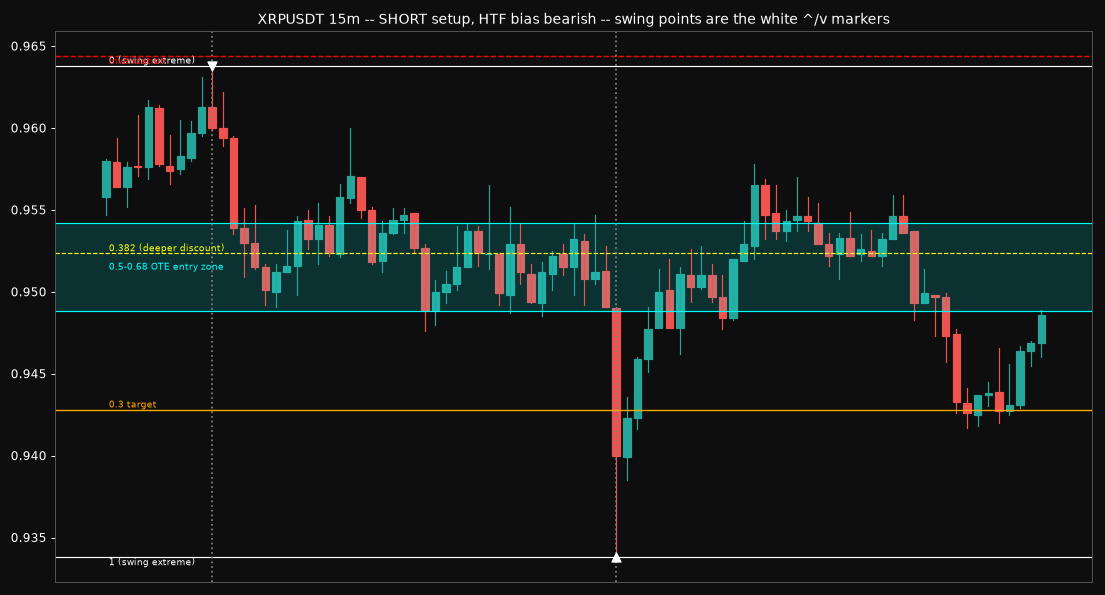 XRPUSDT 15m -- SHORT setup, HTF bias bearish -- swing points are the white ^/v markers
0.965
0 (swing extreme)
0.960
0.955
0.382 (deeper discount)
0.5-0.68 OTE entry zone
0.950
0.945
0.3 target
0.940
0.935
1 (swing extreme)